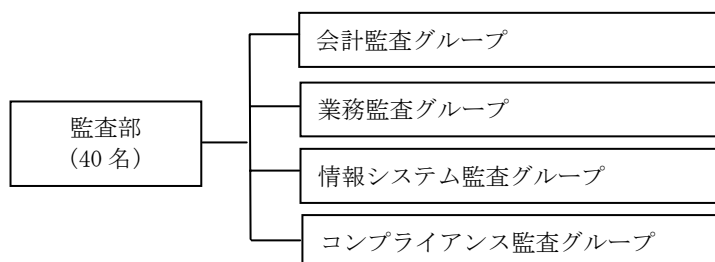 会計監査グループ
業務監査グループ
監査部
(40 名)
情報システム監査グループ
コンプライアンス監査グループ